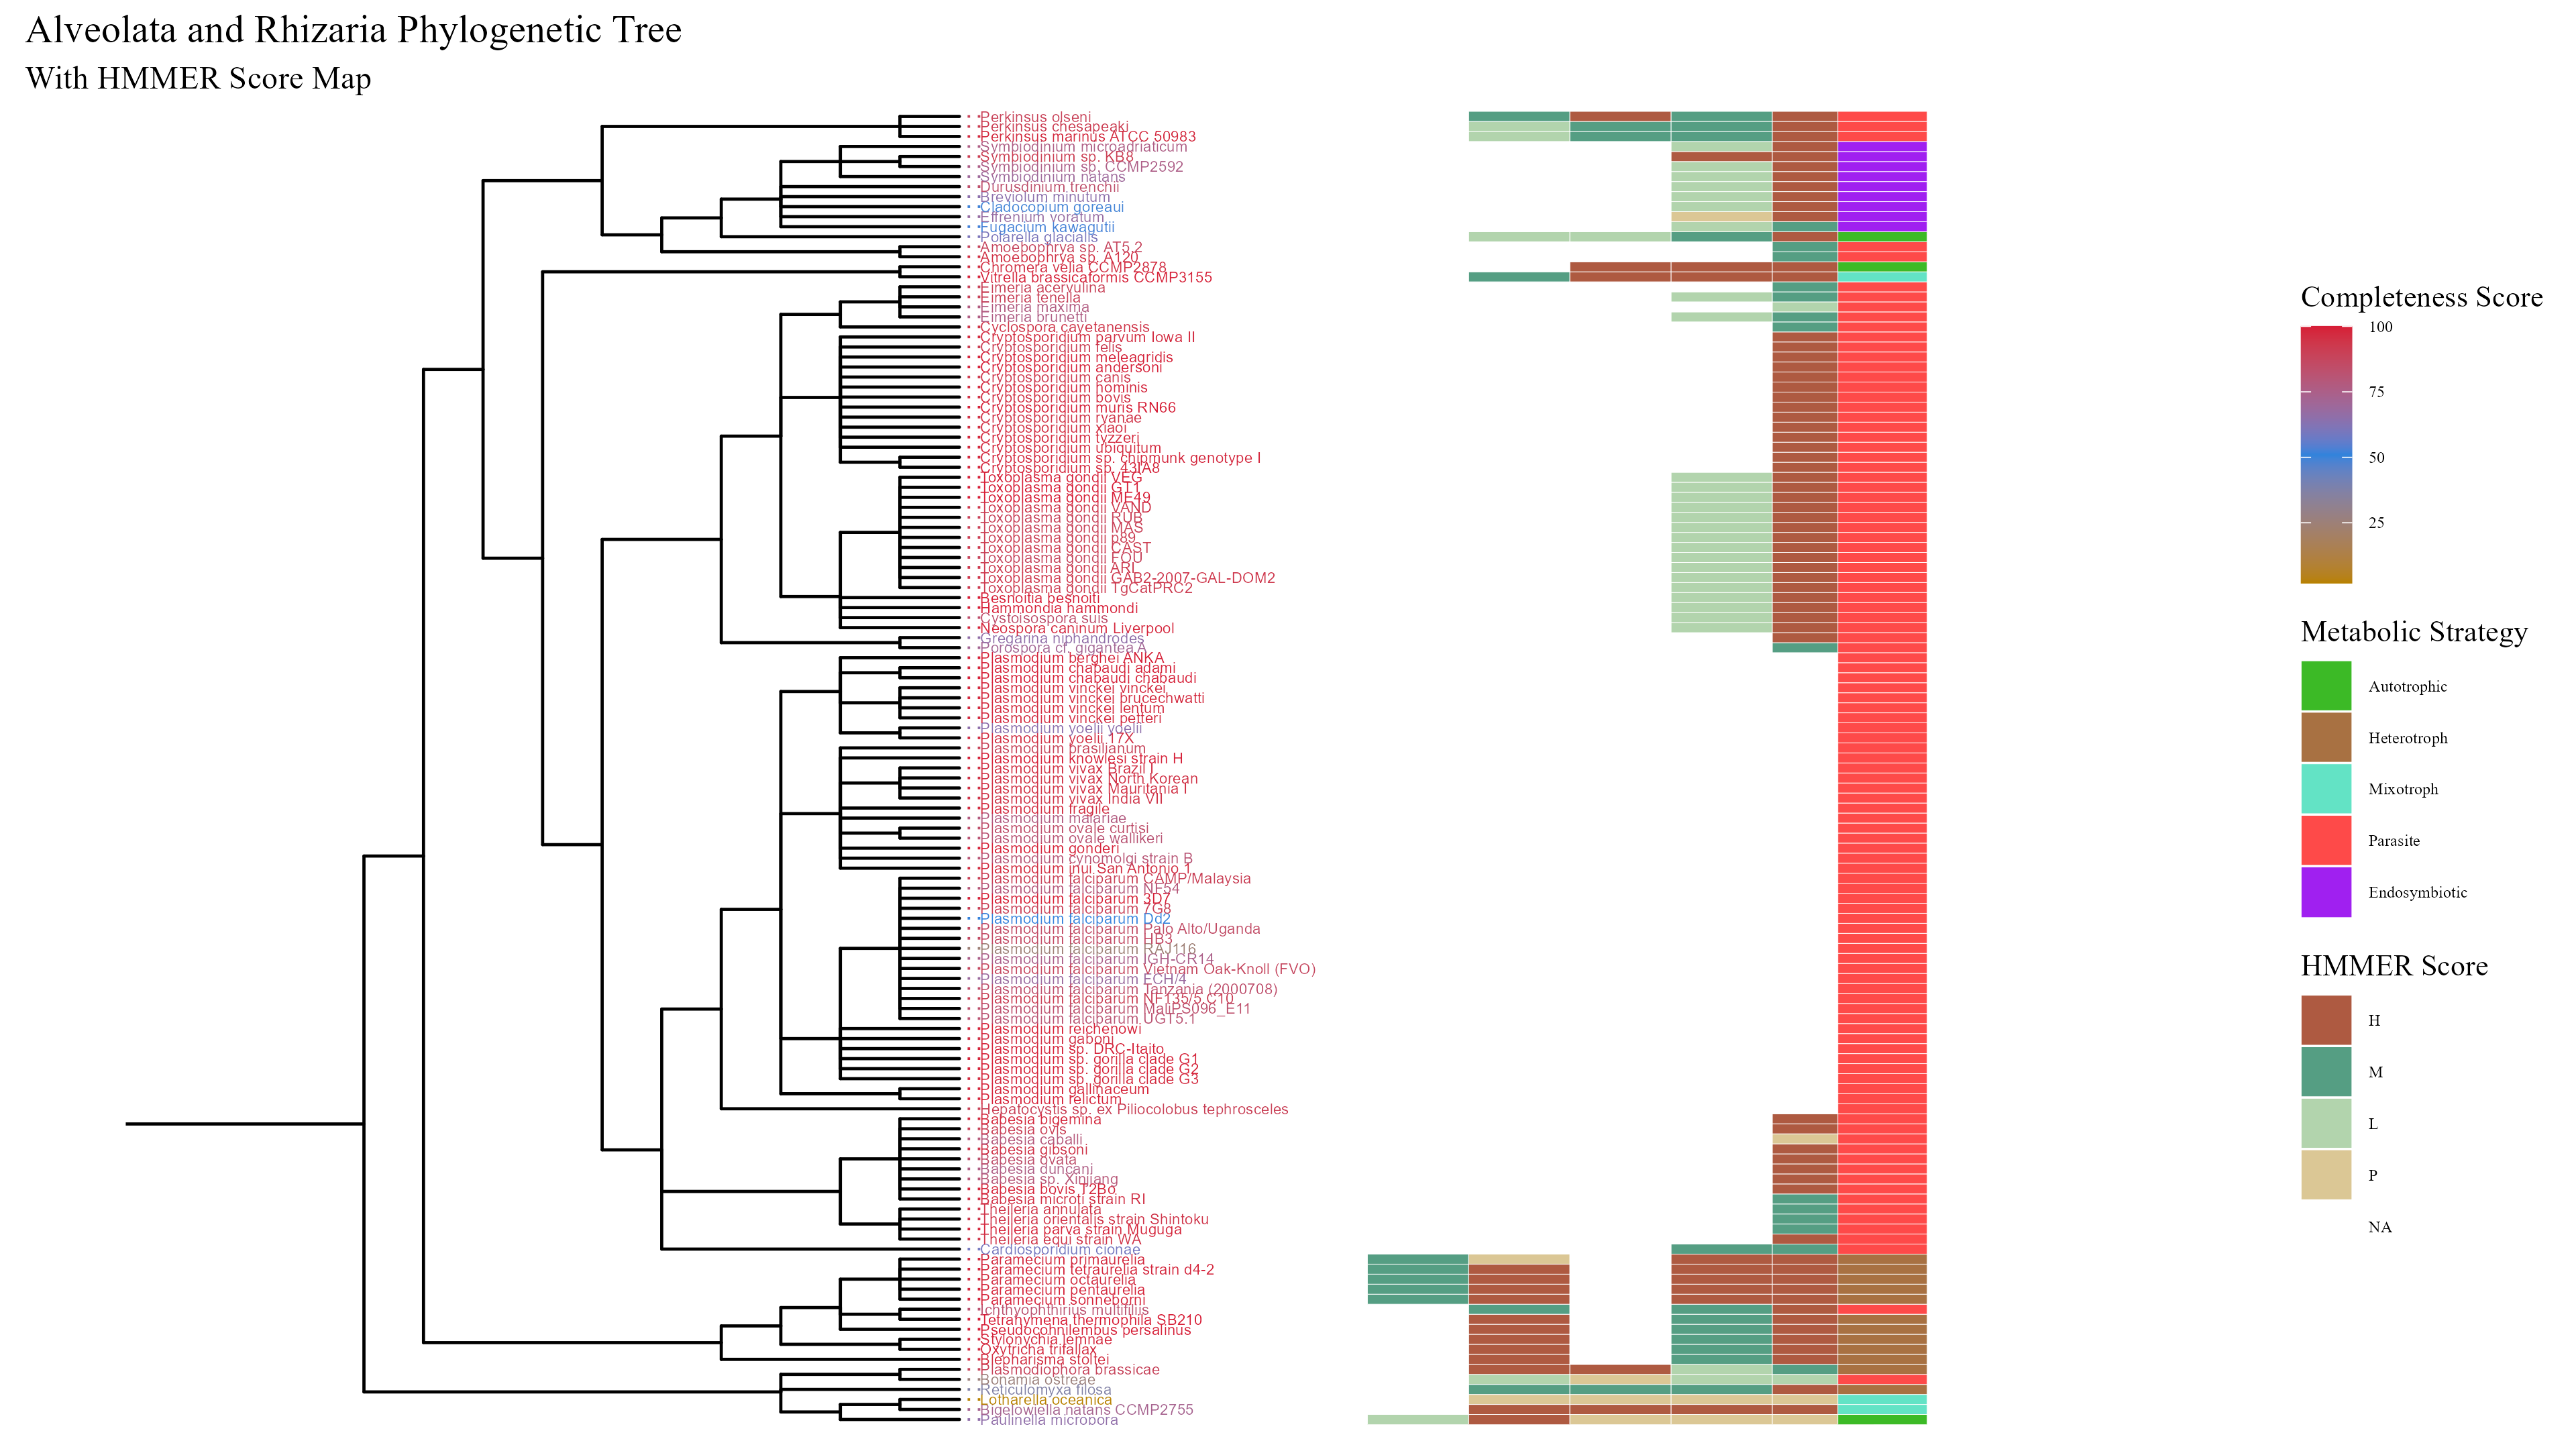 Alveolata and Rhizaria Phylogenetic Tree
With HMMER Score Map
Perkinsus olseni
Perkinsus chesapeaki
Perkinsus marinus ATCC 50983
Symbiodinium microadriaticum
Symbiodinium sp. KB8
Symbiodinium sp. CCMP2592
Symbiodinium natans
Durusdinium trenchii
Breviolum minutum
Cladocopium goreaui
Effrenium voratum
Fugacium kawagutii
Polarella glacialis
Amoebophrya sp. AT5.2
Amoebophrya sp. A120
Chromera velia CCMP2878
Vitrella brassicaformis CCMP3155
Eimeria acervulina
Eimeria tenella
Eimeria maxima
Eimeria brunetti
Cyclospora cayetanensis
Cryptosporidium parvum Iowa II
Cryptosporidium felis
Cryptosporidium meleagridis
Cryptosporidium andersoni
Cryptosporidium canis
Cryptosporidium hominis
Cryptosporidium bovis
Cryptosporidium muris RN66
Cryptosporidium ryanae
Cryptosporidium xiaoi
Cryptosporidium tyzzeri
Cryptosporidium ubiquitum
Cryptosporidium sp. chipmunk genotype I
Cryptosporidium sp. 43IA8
Toxoplasma gondii VEG
Toxoplasma gondii GT1
Toxoplasma gondii ME49
Toxoplasma gondii VAND
Toxoplasma gondii RUB
Toxoplasma gondii MAS
Toxoplasma gondii p89
Toxoplasma gondii CAST
Toxoplasma gondii FOU
Toxoplasma gondii ARI
Toxoplasma gondii GAB2-2007-GAL-DOM2
Toxoplasma gondii TgCatPRC2
Besnoitia besnoiti
Hammondia hammondi
Cystoisospora suis
Neospora caninum Liverpool
Gregarina niphandrodes
Porospora cf. gigantea A
Plasmodium berghei ANKA
Plasmodium chabaudi adami
Plasmodium chabaudi chabaudi
Plasmodium vinckei vinckei
Plasmodium vinckei brucechwatti
Plasmodium vinckei lentum
Plasmodium vinckei petteri
Plasmodium yoelii yoelii
Plasmodium yoelii 17X
Plasmodium brasilianum
Plasmodium knowlesi strain H
Plasmodium vivax Brazil I
Plasmodium vivax North Korean
Plasmodium vivax Mauritania I
Plasmodium vivax India VII
Plasmodium fragile
Plasmodium malariae
Plasmodium ovale curtisi
Plasmodium ovale wallikeri
Plasmodium gonderi
Plasmodium cynomolgi strain B
Plasmodium inui San Antonio 1
Plasmodium falciparum CAMP/Malaysia
Plasmodium falciparum NF54
Plasmodium falciparum 3D7
Plasmodium falciparum 7G8
Plasmodium falciparum Dd2
Plasmodium falciparum Palo Alto/Uganda
Plasmodium falciparum HB3
Plasmodium falciparum RAJ116
Plasmodium falciparum IGH-CR14
Plasmodium falciparum Vietnam Oak-Knoll (FVO)
Plasmodium falciparum FCH/4
Plasmodium falciparum Tanzania (2000708)
Plasmodium falciparum NF135/5.C10
Plasmodium falciparum MaliPS096_E11
Plasmodium falciparum UGT5.1
Plasmodium reichenowi
Plasmodium gaboni
Plasmodium sp. DRC-Itaito
Plasmodium sp. gorilla clade G1
Plasmodium sp. gorilla clade G2
Plasmodium sp. gorilla clade G3
Plasmodium gallinaceum
Plasmodium relictum
Hepatocystis sp. ex Piliocolobus tephrosceles
Babesia bigemina
Babesia ovis
Babesia caballi
Babesia gibsoni
Babesia ovata
Babesia duncani
Babesia sp. Xinjiang
Babesia bovis T2Bo
Babesia microti strain RI
Theileria annulata
Theileria orientalis strain Shintoku
Theileria parva strain Muguga
Theileria equi strain WA
Cardiosporidium cionae
Paramecium primaurelia
Paramecium tetraurelia strain d4-2
Paramecium octaurelia
Paramecium pentaurelia
Paramecium sonneborni
Ichthyophthirius multifiliis
Tetrahymena thermophila SB210
Pseudocohnilembus persalinus
Stylonychia lemnae
Oxytricha trifallax
Blepharisma stoltei
Plasmodiophora brassicae
Bonamia ostreae
Reticulomyxa filosa
Lotharella oceanica
Bigelowiella natans CCMP2755
Paulinella micropora
Completeness Score
100
75
50
25
Metabolic Strategy
Autotrophic
Heterotroph
Mixotroph
Parasite
Endosymbiotic
HMMER Score
H
M
L
P
NA